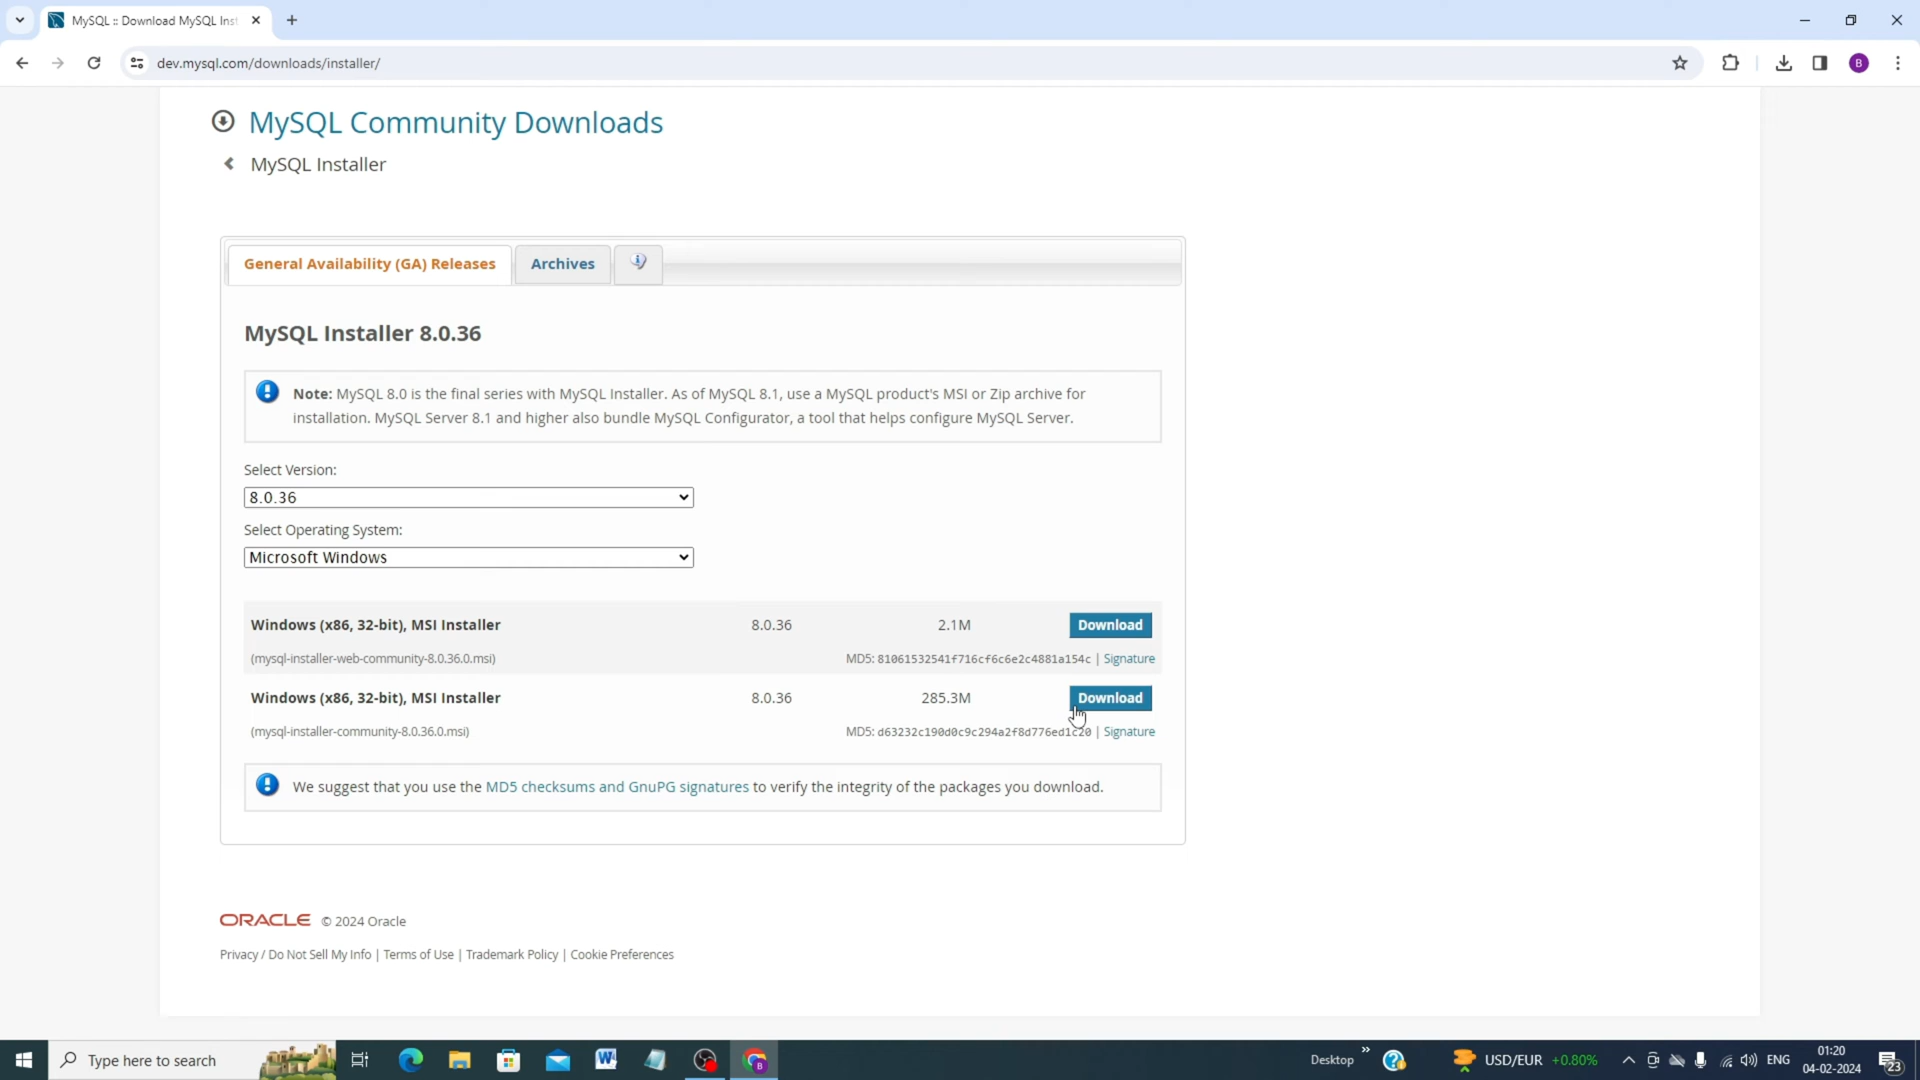 MySQL :: Download MySQL Inst
dev.mysql.com/downloads/installer/
B
MySQL Community Downloads
MySQL Installer
General Availability (GA) Releases
Archives
MySQL Installer 8.0.36
Note: MySQL 8.0 is the final series with MySQL Installer. As of MySQL 8.1, use a MySQL product's MSI or Zip archive for
installation. MySQL Server 8.1 and higher also bundle MySQL Configurator, a tool that helps configure MySQL Server.
Select Version:
8.0.36
Select Operating System:
Microsoft Windows
Windows (x86, 32-bit), MSI Installer 8.0.36 2.1M Download
(mysql-installer-web-community-8.0.36.0.msi) MD5: 81061532541f716cf6c6e2c4881a154c | Signature
Windows (x86, 32-bit), MSI Installer 8.0.36 285.3M Download
(mysql-installer-community-8.0.36.0.msi) MD5: d63232c190d0c9c294a2f8d776ed1c20 | Signature
We suggest that you use the MD5 checksums and GnuPG signatures to verify the integrity of the packages you download.
ORACLE © 2024 Oracle
Privacy / Do Not Sell My Info | Terms of Use | Trademark Policy | Cookie Preferences
Type here to search
Desktop
USD/EUR +0.80%
ENG
01:20
04-02-2024
23